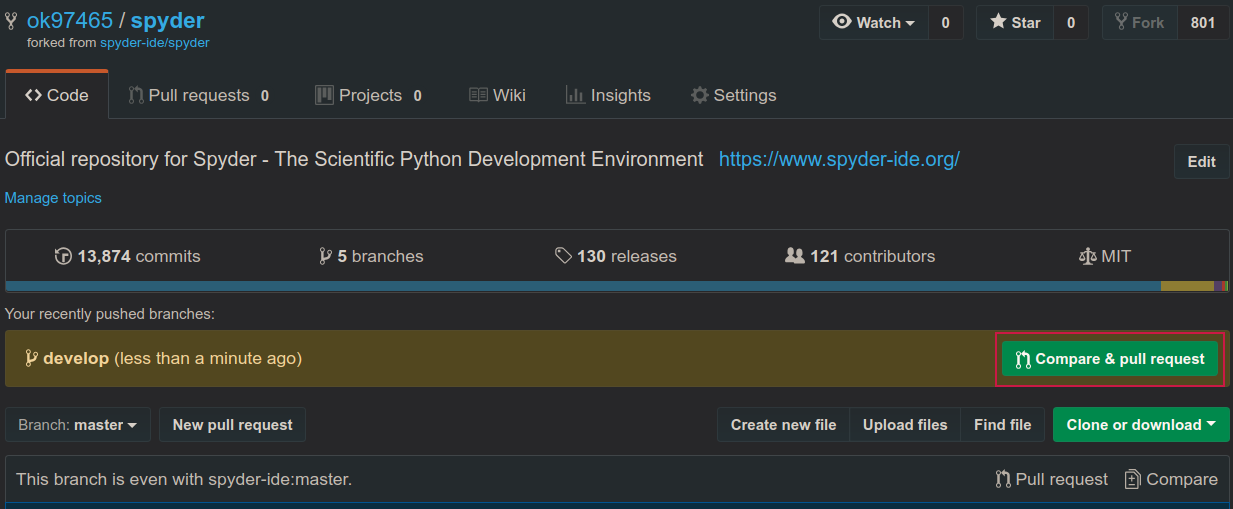 ok97465 / spyder
Watch 0 Star 0 Fork 801
forked from spyder-ide/spyder
Code Pull requests 0 Projects 0 Wiki Insights Settings
Official repository for Spyder - The Scientific Python Development Environment https://www.spyder-ide.org/ Edit
Manage topics
13,874 commits 5 branches 130 releases 121 contributors MIT
Your recently pushed branches:
develop (less than a minute ago) Compare & pull request
Branch: master New pull request Create new file Upload files Find file Clone or download
This branch is even with spyder-ide:master. Pull request Compare